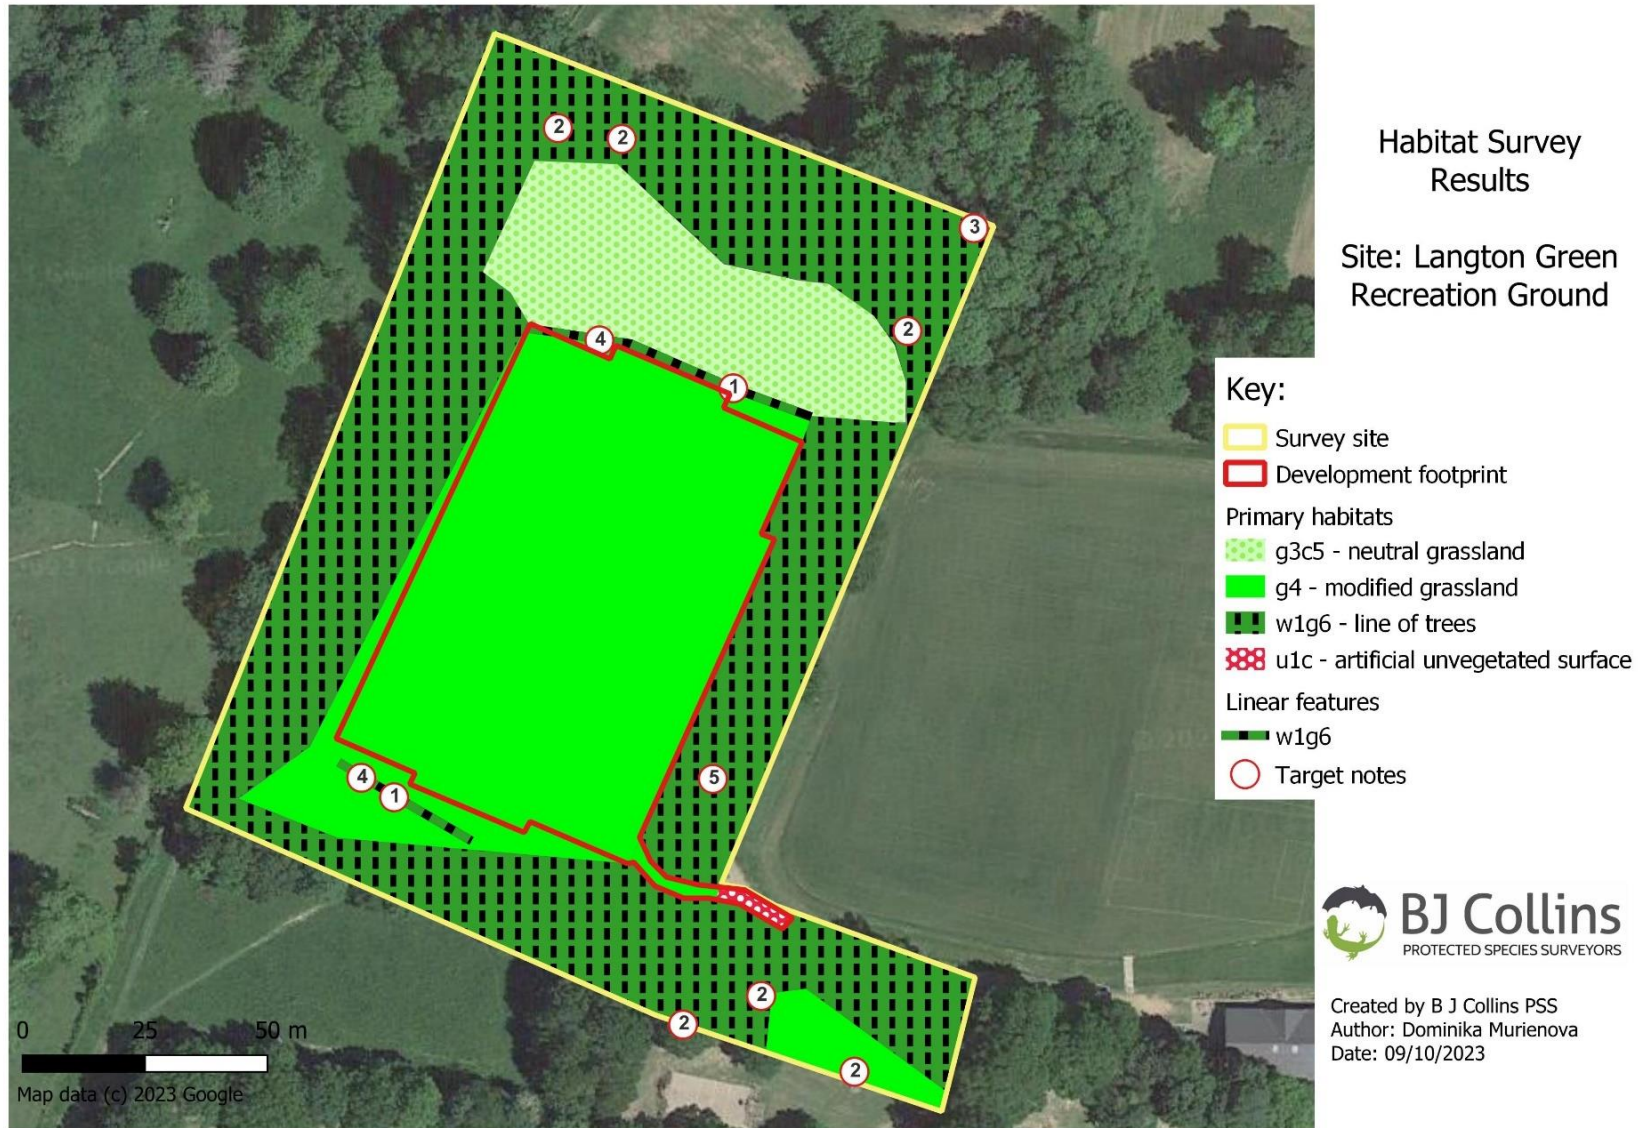 Habitat Survey
Results
Site: Langton Green
Recreation Ground
2
2
3
2
4
1
5
4
1
2
2
2
Key:
Survey site
Development footprint
Primary habitats
g3c5 - neutral grassland
g4 - modified grassland
w1g6 - line of trees
u1c - artificial unvegetated surface
Linear features
w1g6
Target notes
BJ Collins
PROTECTED SPECIES SURVEYORS
Created by B J Collins PSS
Author: Dominika Murienova
Date: 09/10/2023
0 25 50 m
Map data (c) 2023 Google